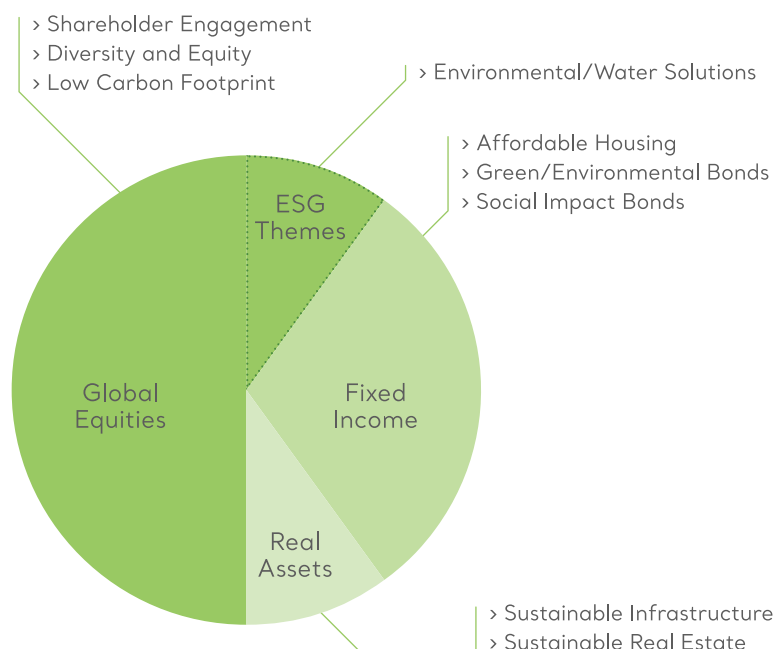 › Shareholder Engagement
› Diversity and Equity
› Low Carbon Footprint
› Environmental/Water Solutions
› Affordable Housing
› Green/Environmental Bonds
› Social Impact Bonds
ESG
Themes
Global
Equities
Fixed
Income
Real
Assets
› Sustainable Infrastructure
› Sustainable Real Estate